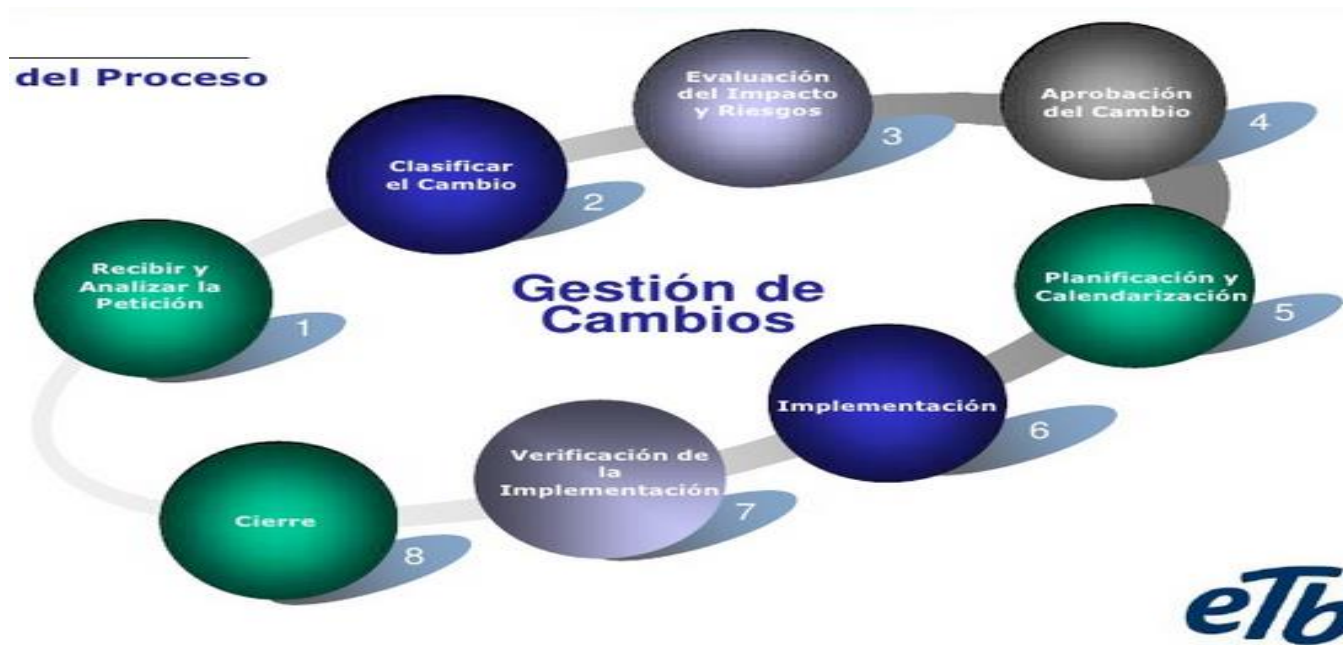 del Proceso
Recibir y
Analizar la
Petición
1
Clasificar
el Cambio
2
Evaluación
del Impacto
y Riesgos
3
Aprobación
del Cambio
4
Planificación y
Calendarización
5
Gestión de
Cambios
Implementación
6
Verificación de
la
Implementación
7
Cierre
8
eTb